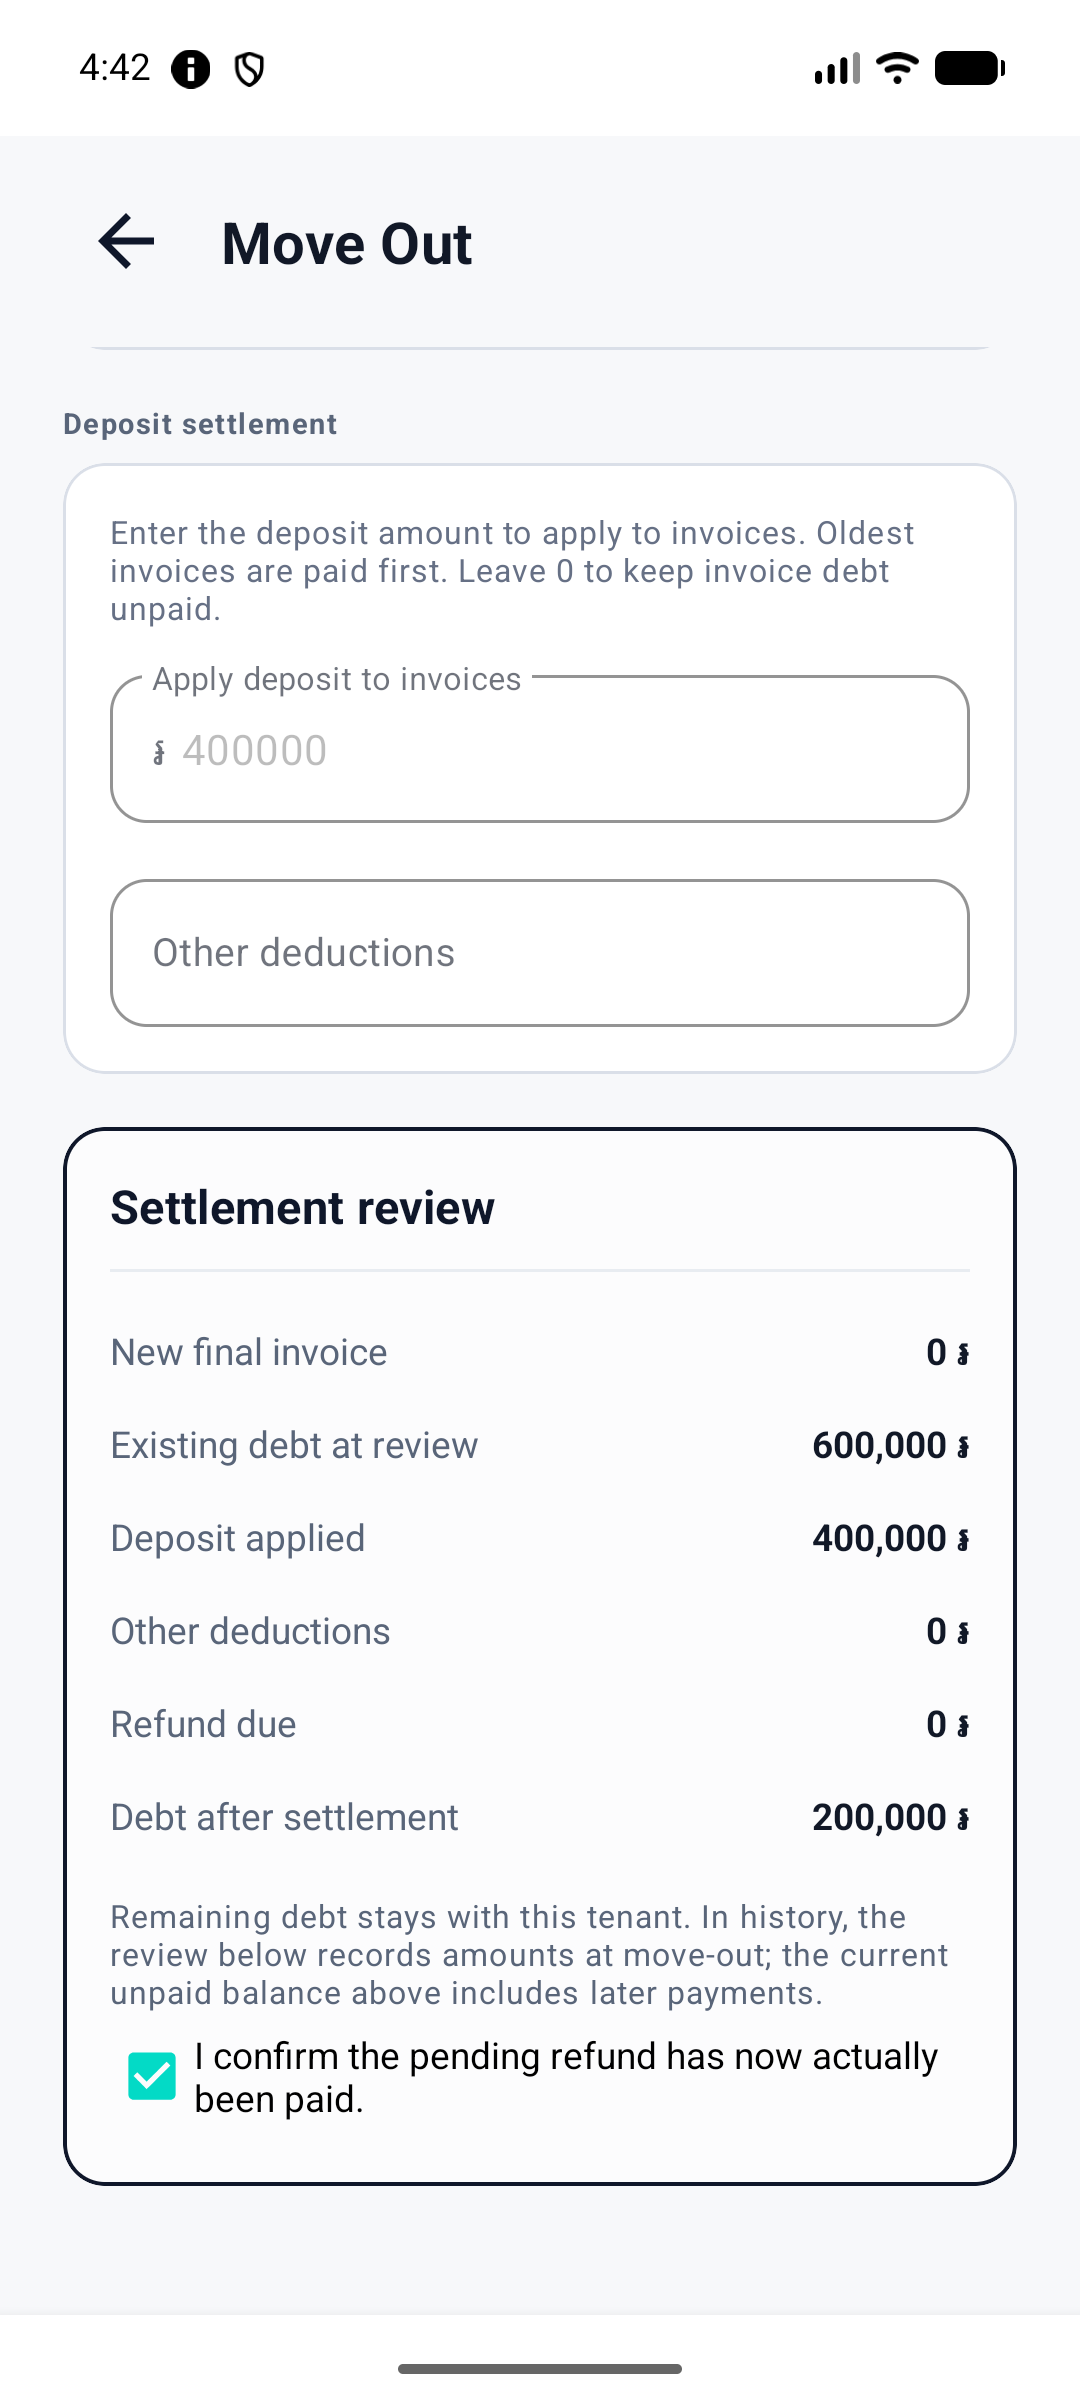 4:42
Move Out
Deposit settlement
Enter the deposit amount to apply to invoices. Oldest
invoices are paid first. Leave 0 to keep invoice debt
unpaid.
Apply deposit to invoices
400000
Other deductions
Settlement review
New final invoice 0
Existing debt at review 600,000
Deposit applied 400,000
Other deductions 0
Refund due 0
Debt after settlement 200,000
Remaining debt stays with this tenant. In history, the
review below records amounts at move-out; the current
unpaid balance above includes later payments.
I confirm the pending refund has now actually
been paid.